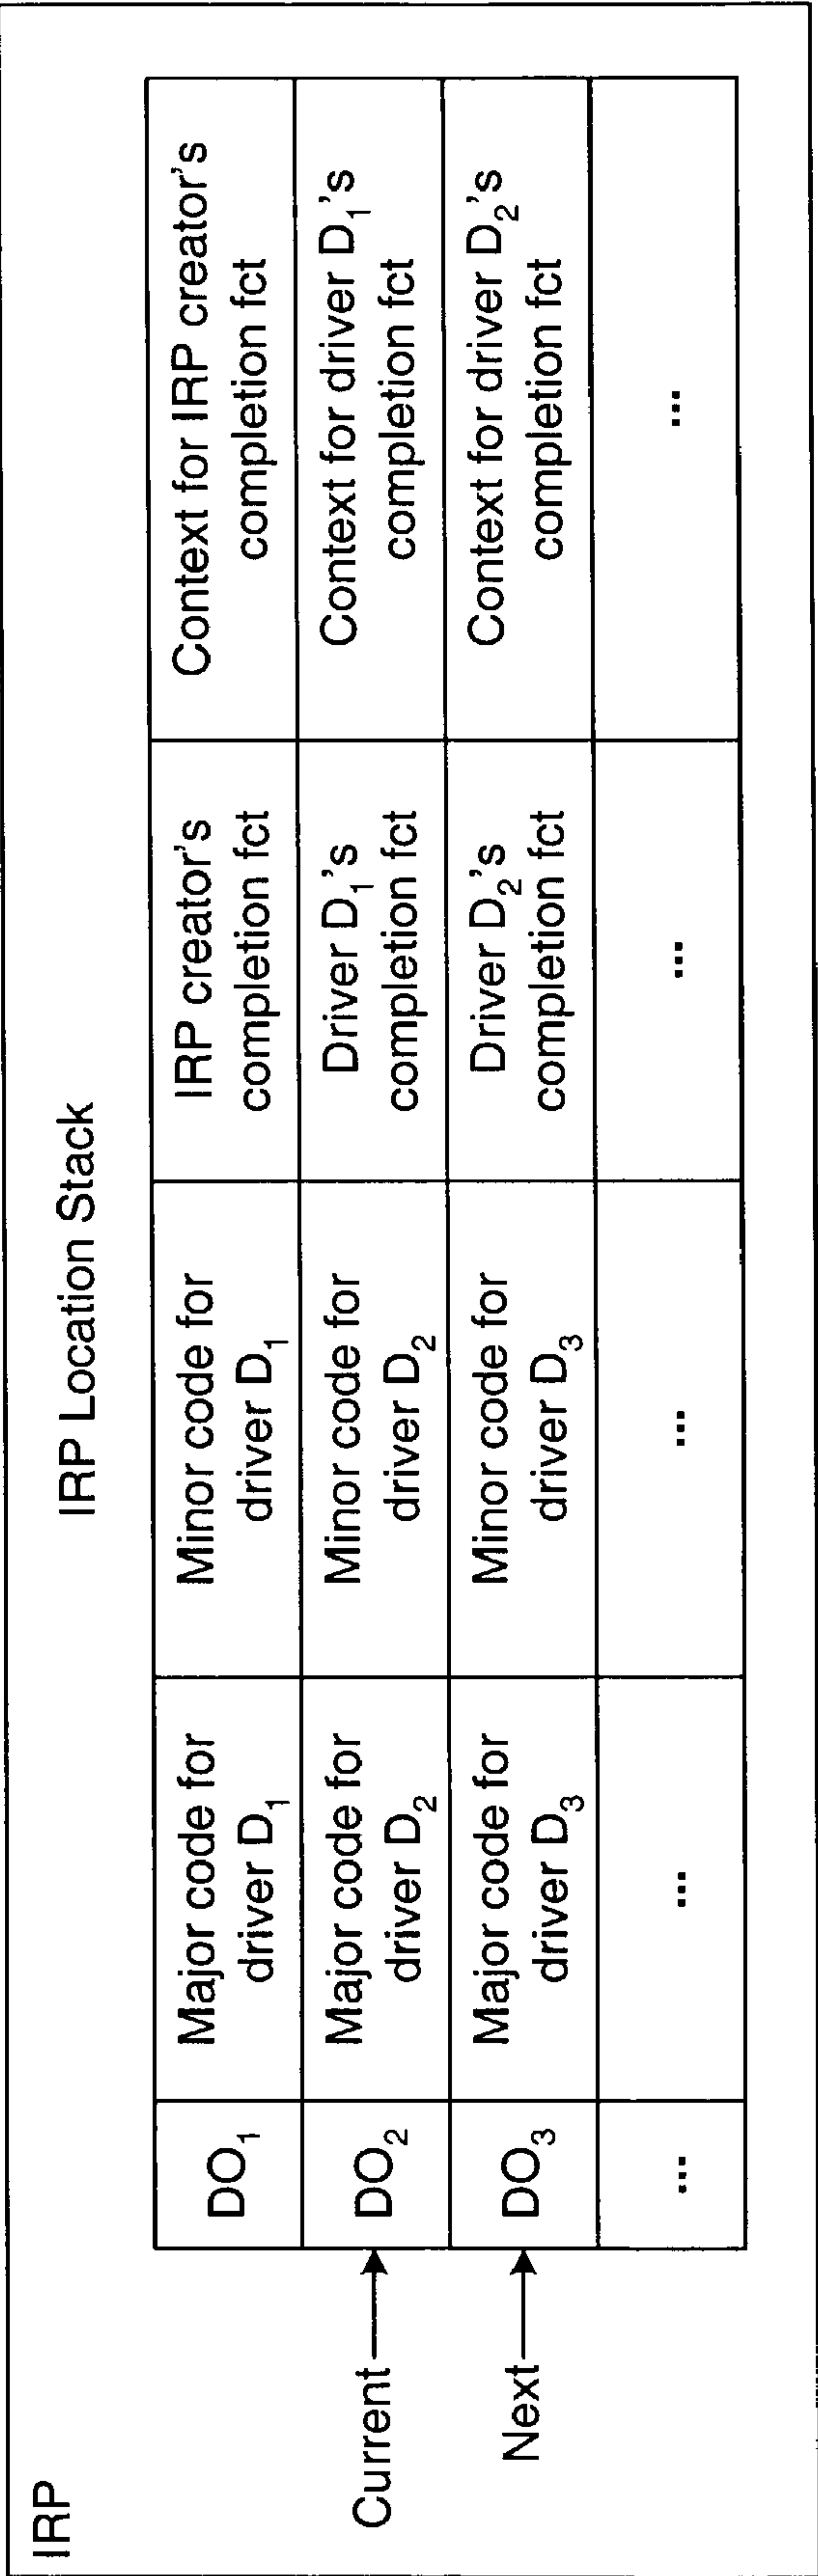 IRP
IRP Location Stack
DO1
Major code for
driver D1
Minor code for
driver D1
IRP creator's
completion fct
Context for IRP creator's
completion fct
Current
DO2
Major code for
driver D2
Minor code for
driver D2
Driver D1's
completion fct
Context for driver D1's
completion fct
Next
DO3
Major code for
driver D3
Minor code for
driver D3
Driver D2's
completion fct
Context for driver D2's
completion fct
...
...
...
...
...